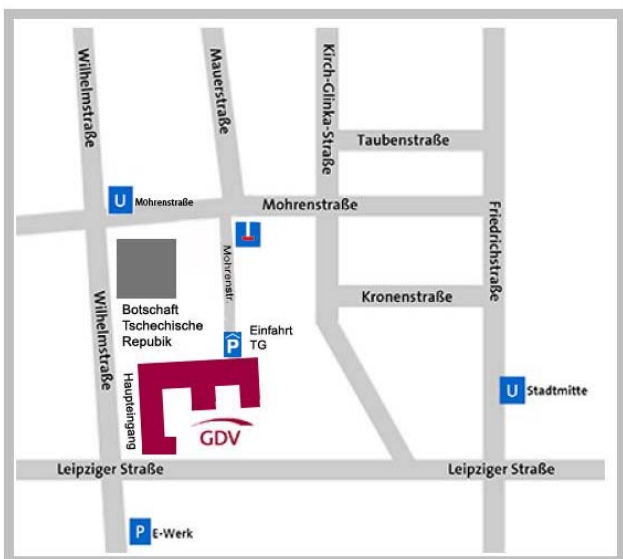 Wilhelmstraße
Mauerstraße
Kirch-Glinka-Straße
Taubenstraße
U
Mohrenstraße
Mohrenstraße
Friedrichstraße
Mohrenstr.
Wilhelmstraße
Botschaft
Tschechische
Repubik
Kronenstraße
P
Einfahrt
TG
Haupteingang
GDV
U Stadtmitte
Leipziger Straße
Leipziger Straße
P E-Werk